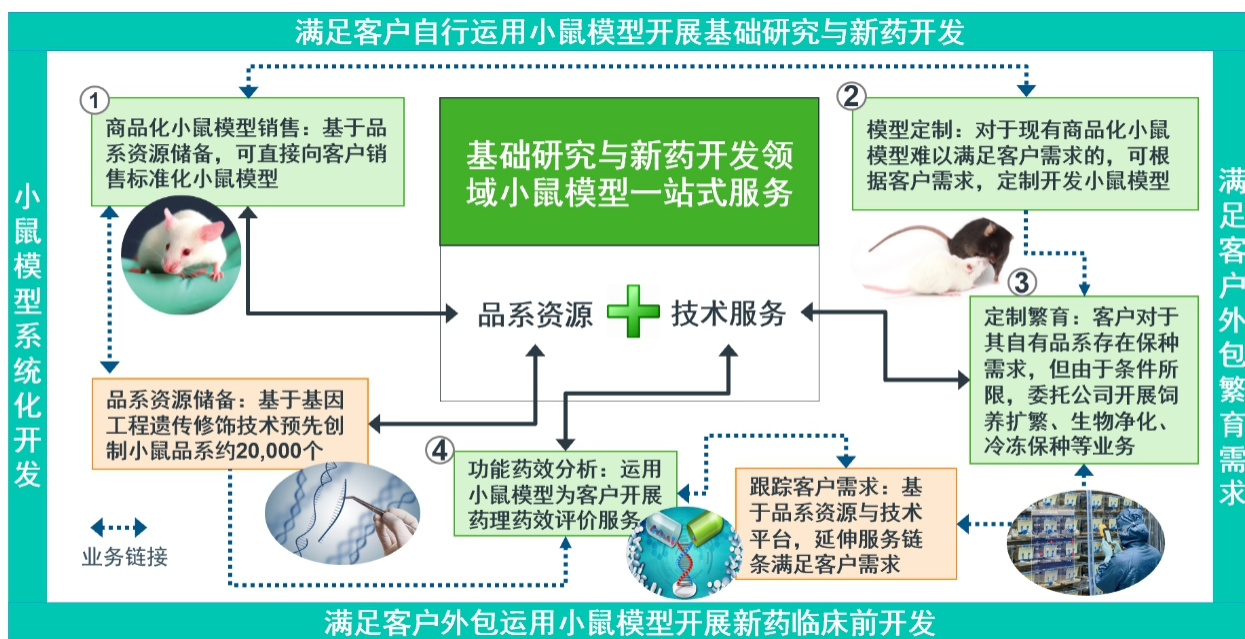 满足客户自行运用小鼠模型开展基础研究与新药开发
小鼠模型系统化开发
①
商品化小鼠模型销售：基于品
系资源储备，可直接向客户销
售标准化小鼠模型
基础研究与新药开发领
域小鼠模型一站式服务
品系资源
技术服务
②
模型定制：对于现有商品化小鼠
模型难以满足客户需求的，可根
据客户需求，定制开发小鼠模型
③
定制繁育：客户对于
其自有品系存在保种
需求，但由于条件所
限，委托公司开展饲
养扩繁、生物净化、
冷冻保种等业务
品系资源储备：基于基因
工程遗传修饰技术预先创
制小鼠品系约20,000个
④
功能药效分析：运用
小鼠模型为客户开展
药理药效评价服务
跟踪客户需求：基
于品系资源与技术
平台，延伸服务链
条满足客户需求
业务链接
满足客户外包繁育需求
满足客户外包运用小鼠模型开展新药临床前开发